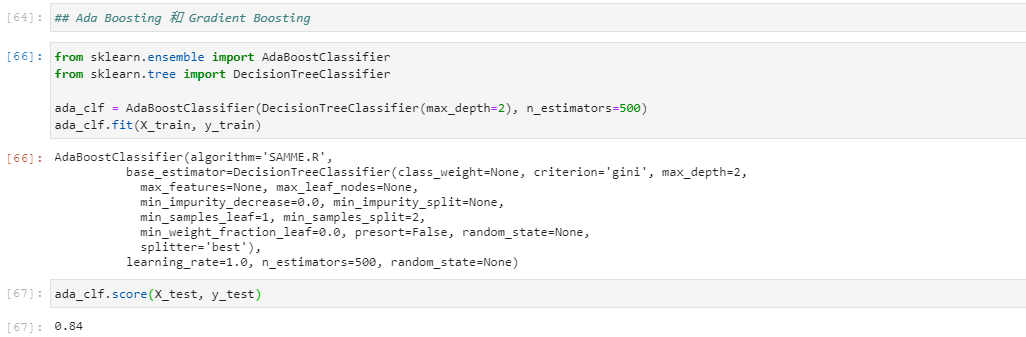 [64]: ## Ada Boosting 和 Gradient Boosting
[66]: from sklearn.ensemble import AdaBoostClassifier
from sklearn.tree import DecisionTreeClassifier
ada_clf = AdaBoostClassifier(DecisionTreeClassifier(max_depth=2), n_estimators=500)
ada_clf.fit(X_train, y_train)
[66]: AdaBoostClassifier(algorithm='SAMME.R',
base_estimator=DecisionTreeClassifier(class_weight=None, criterion='gini', max_depth=2,
max_features=None, max_leaf_nodes=None,
min_impurity_decrease=0.0, min_impurity_split=None,
min_samples_leaf=1, min_samples_split=2,
min_weight_fraction_leaf=0.0, presort=False, random_state=None,
splitter='best'),
learning_rate=1.0, n_estimators=500, random_state=None)
[67]: ada_clf.score(X_test, y_test)
[67]: 0.84